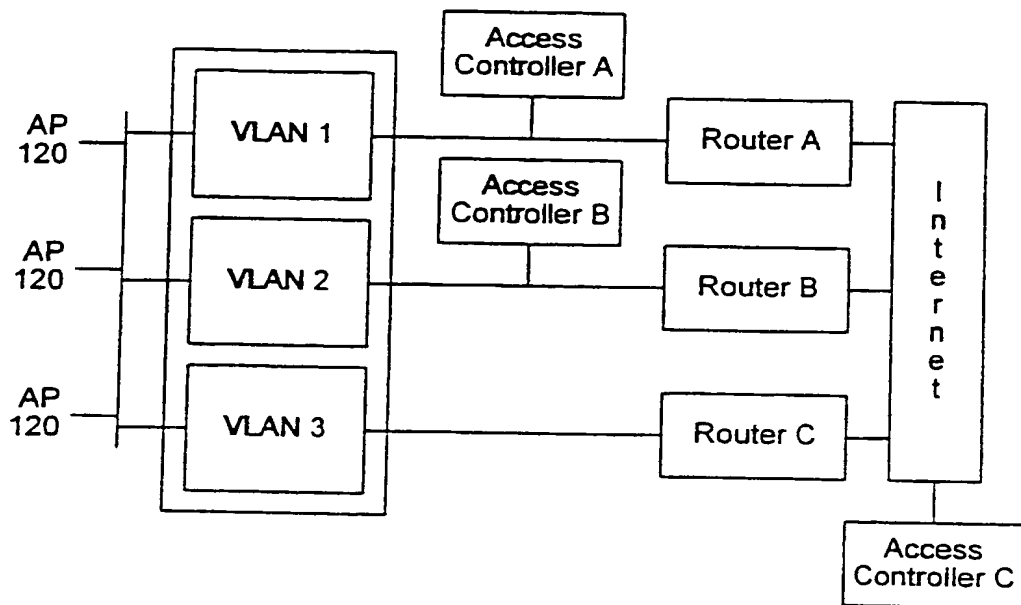 Access
Controller A
AP
120
VLAN 1
Router A
Access
Controller B
AP
120
VLAN 2
Router B
Internet
AP
120
VLAN 3
Router C
Access
Controller C